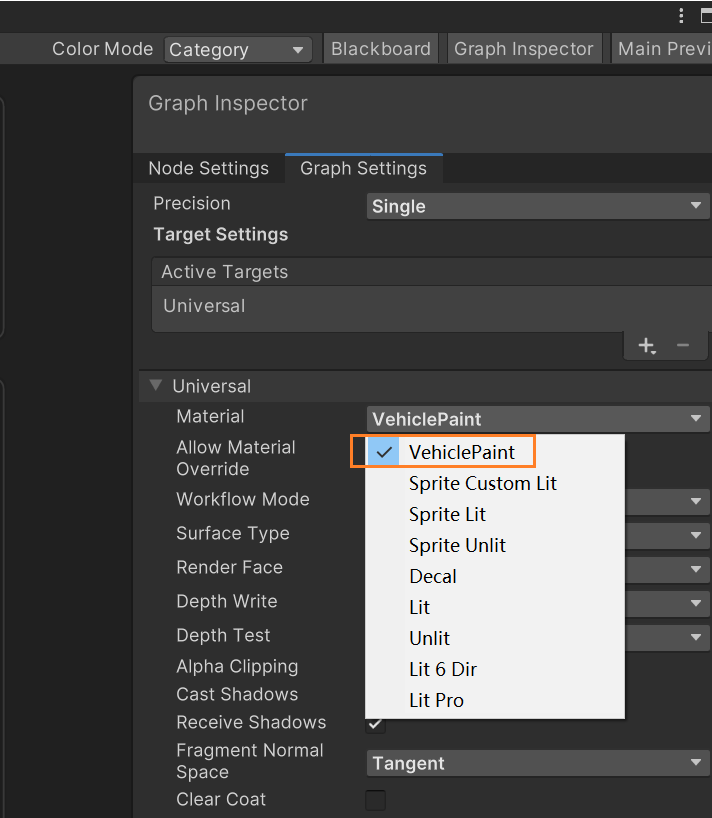 Color Mode Category Blackboard Graph Inspector Main Previ
Graph Inspector
Node Settings Graph Settings
Precision Single
Target Settings
Active Targets
Universal
Universal
Material VehiclePaint
VehiclePaint
Allow Material
Override
Sprite Custom Lit
Workflow Mode
Sprite Lit
Surface Type
Sprite Unlit
Render Face
Decal
Depth Write
Lit
Depth Test
Unlit
Alpha Clipping
Lit 6 Dir
Cast Shadows
Lit Pro
Receive Shadows
Fragment Normal
Space
Tangent
Clear Coat